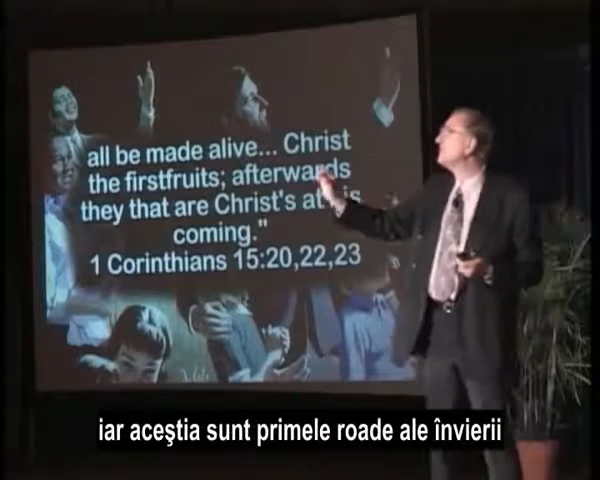 all be made alive... Christ
the firstfruits; afterwards
they that are Christ's at
coming."
1 Corinthians 15:20,22,23
iar aceştia sunt primele roade ale învierii